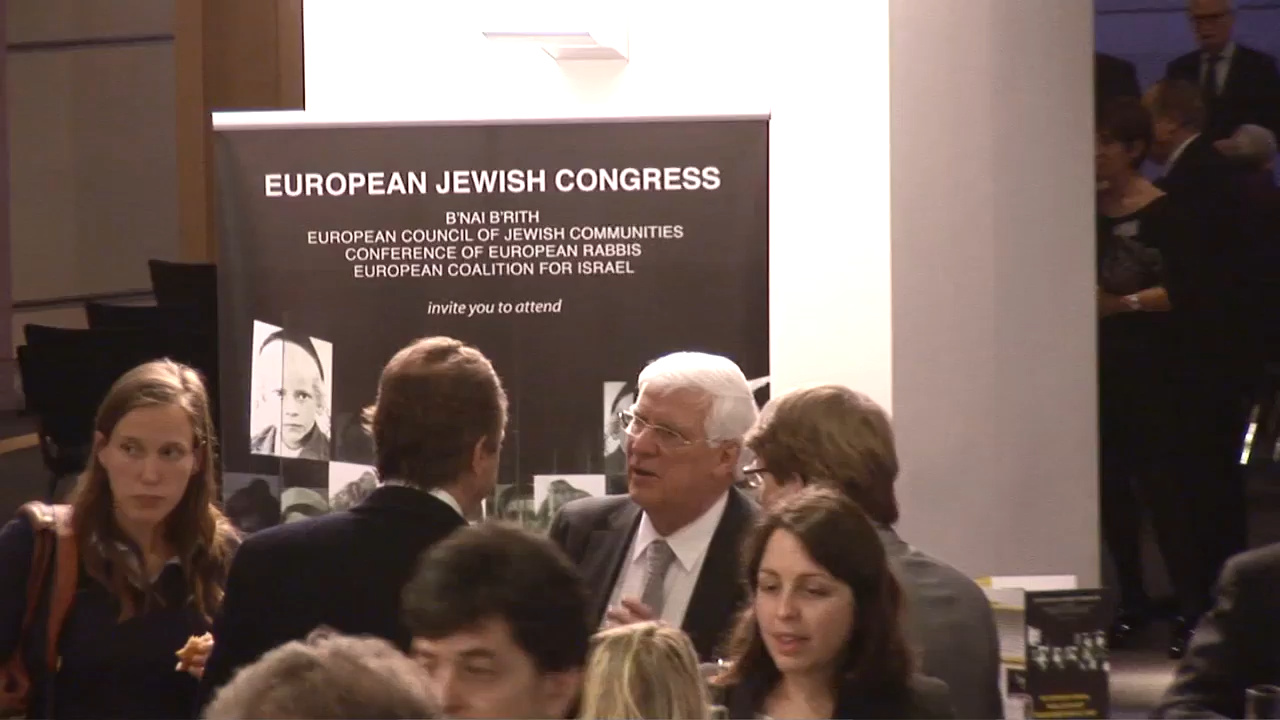 EUROPEAN JEWISH CONGRESS
B'NAI B'RITH
EUROPEAN COUNCIL OF JEWISH COMMUNITIES
CONFERENCE OF EUROPEAN RABBIS
EUROPEAN COALITION FOR ISRAEL
invite you to attend